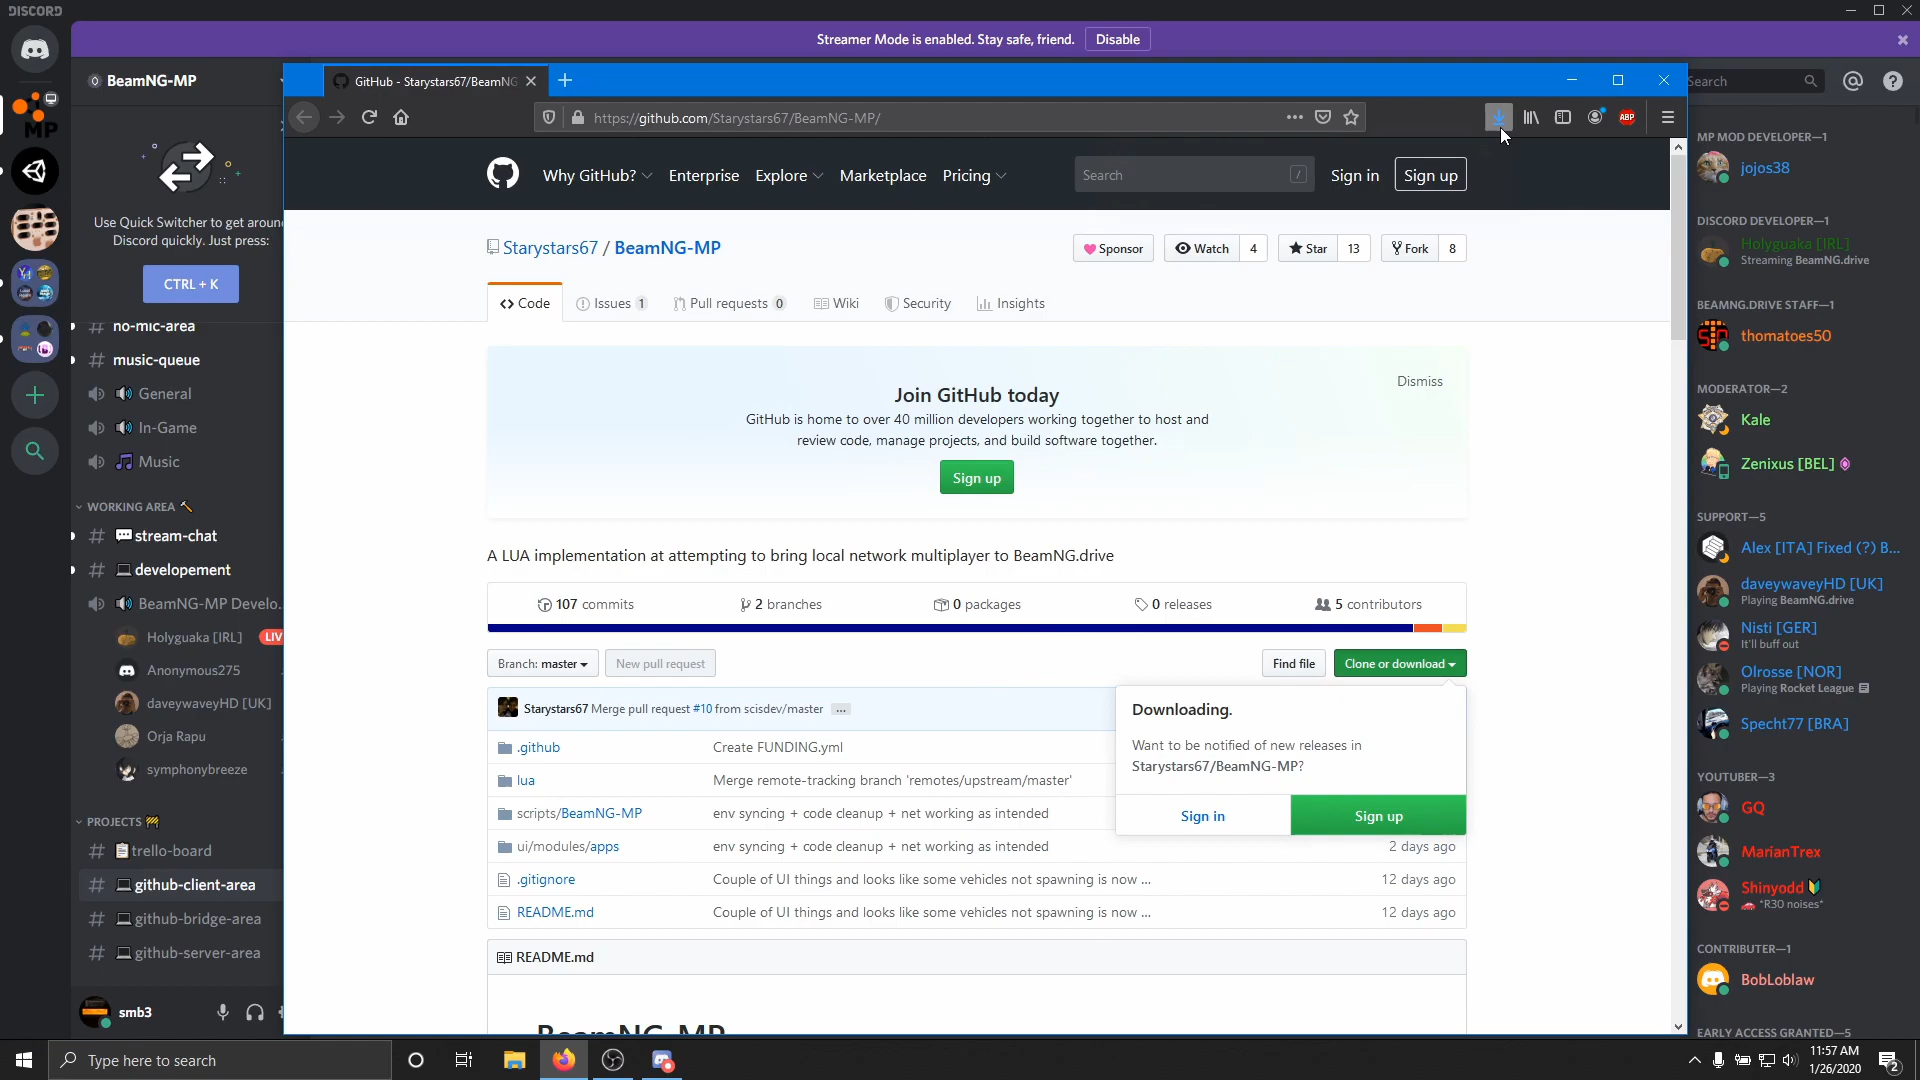 DISCORD
Streamer Mode is enabled. Stay safe, friend. Disable
BeamNG-MP
MP
Use Quick Switcher to get around
Discord quickly. Just press:
CTRL + K
no-mic-area
music-queue
General
In-Game
Music
WORKING AREA
stream-chat
developement
BeamNG-MP Develo...
Holyguaka [IRL] LIV
Anonymous275
daveywaveyHD [UK]
Orja Rapu
symphonybreeze
PROJECTS
trello-board
github-client-area
github-bridge-area
github-server-area
smb3
GitHub - Starystars67/BeamNG
https://github.com/Starystars67/BeamNG-MP/
ABP
Why GitHub? Enterprise Explore Marketplace Pricing
Search /
Sign in Sign up
Starystars67 / BeamNG-MP
Sponsor Watch 4 Star 13 Fork 8
Code Issues 1 Pull requests 0 Wiki Security Insights
Dismiss
Join GitHub today
GitHub is home to over 40 million developers working together to host and
review code, manage projects, and build software together.
Sign up
A LUA implementation at attempting to bring local network multiplayer to BeamNG.drive
107 commits 2 branches 0 packages 0 releases 5 contributors
Branch: master New pull request Find file Clone or download
Starystars67 Merge pull request #10 from scisdev/master ...
.github Create FUNDING.yml
lua Merge remote-tracking branch 'remotes/upstream/master'
scripts/BeamNG-MP env syncing + code cleanup + net working as intended
ui/modules/apps env syncing + code cleanup + net working as intended 2 days ago
.gitignore Couple of UI things and looks like some vehicles not spawning is now ... 12 days ago
README.md Couple of UI things and looks like some vehicles not spawning is now ... 12 days ago
Downloading.
Want to be notified of new releases in
Starystars67/BeamNG-MP?
Sign in Sign up
README.md
BeamNG-MP
Search
MP MOD DEVELOPER—1
jojos38
DISCORD DEVELOPER—1
Holyguaka [IRL]
Streaming BeamNG.drive
BEAMNG.DRIVE STAFF—1
thomatoes50
MODERATOR—2
Kale
Zenixus [BEL]
SUPPORT—5
Alex [ITA] Fixed (?) B...
daveywaveyHD [UK]
Playing BeamNG.drive
Nisti [GER]
It'll buff out
Olrosse [NOR]
Playing Rocket League
Specht77 [BRA]
YOUTUBER—3
GQ
MarianTrex
Shinyodd
*R30 noises*
CONTRIBUTER—1
BobLoblaw
EARLY ACCESS GRANTED—5
Type here to search
11:57 AM
1/26/2020
2